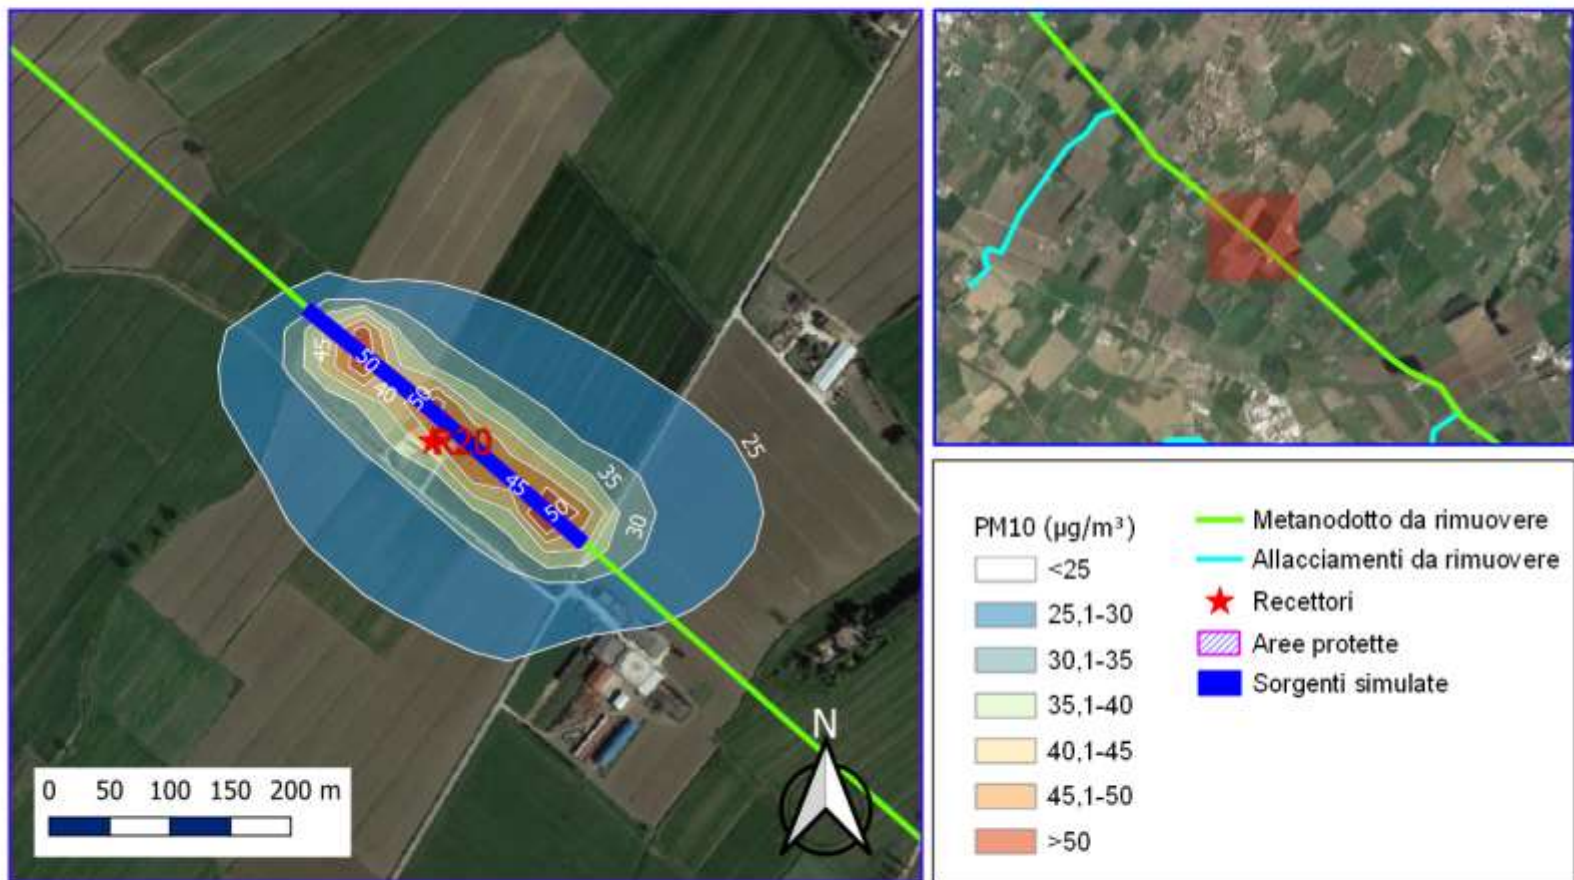 45
50
40
50
R20
45
50
35
30
25
N
0 50 100 150 200 m
PM10 (µg/m³)
<25
25,1-30
30,1-35
35,1-40
40,1-45
45,1-50
>50
Metanodotto da rimuovere
Allacciamenti da rimuovere
Recettori
Aree protette
Sorgenti simulate